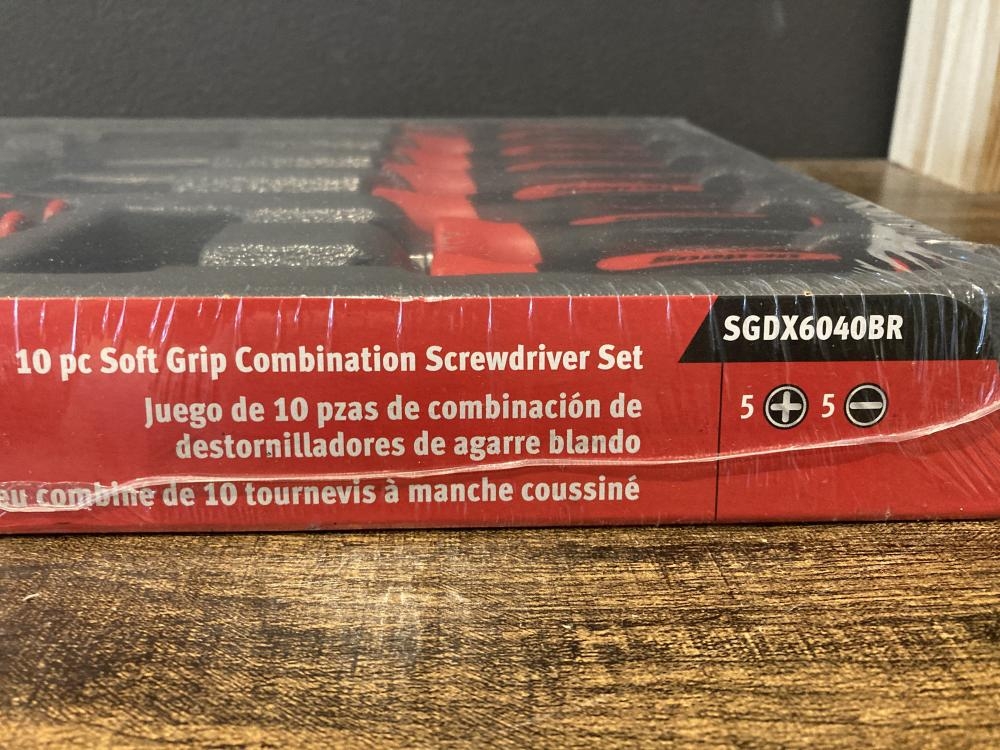 SGDX6040BR
10 pc Soft Grip Combination Screwdriver Set
5 5
Juego de 10 pzas de combinación de
destornilladores de agarre blando
combine de 10 tournevis à manche coussiné